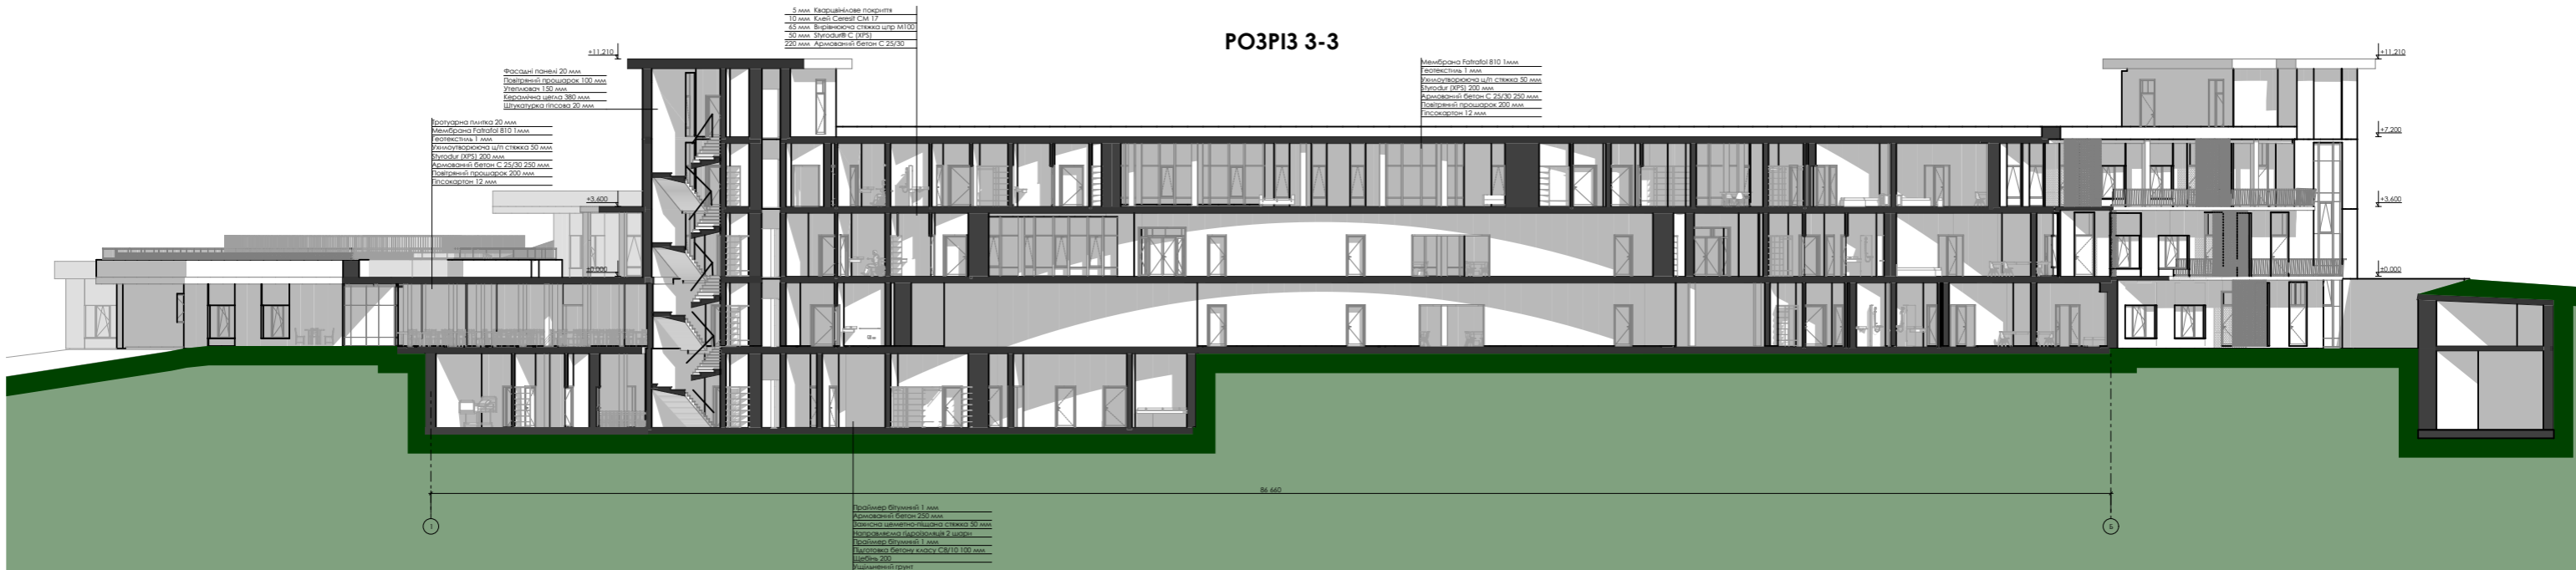 5 мм Кварцвінілове покриття
10 мм Клей Ceresit CM 17
65 мм Вирівнююча стяжка цпр М100
50 мм Styrodur® C (XPS)
220 мм Армований бетон С 25/30
РОЗРІЗ 3-3
+11.210
+11.210
Фасадні панелі 20 мм
Повітряний прошарок 100 мм
Утеплювач 150 мм
Керамічна цегла 380 мм
Штукатурка гіпсова 20 мм
Мембрана Fatrafol 810 1мм
Геотекстиль 1 мм
Ухилоутворююча ц/п стяжка 50 мм
Styrodur (XPS) 200 мм
Армований бетон С 25/30 250 мм
Повітряний прошарок 200 мм
Гіпсокартон 12 мм
Тротуарна плитка 20 мм
Мембрана Fatrafol 810 1мм
Геотекстиль 1 мм
Ухилоутворююча ц/п стяжка 50 мм
Styrodur (XPS) 200 мм
Армований бетон С 25/30 250 мм
Повітряний прошарок 200 мм
Гіпсокартон 12 мм
+7.200
+3.600
+3.600
±0.000
±0.000
86 660
Праймер бітумний 1 мм
Армований бетон 250 мм
Захисна цементно-піщана стяжка 50 мм
Направляєма гідроізоляція 2 шари
Праймер бітумний 1 мм
Підготовка бетону класу С8/10 100 мм
Щебінь 200
Ущільнений грунт
1
Б